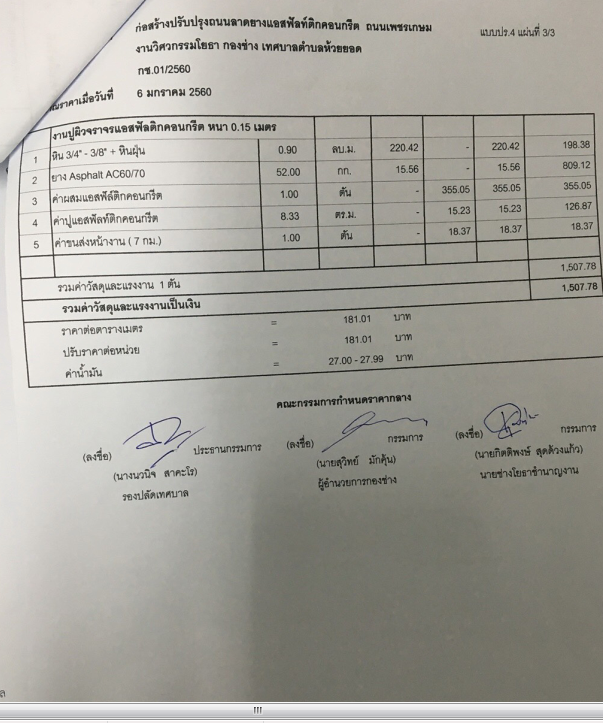 ก่อสร้างปรับปรุงถนนลาดยางแอสฟัลท์ติกคอนกรีต ถนนเพชรเกษม แบบปร.4 แผ่นที่ 3/3
งานวิศวกรรมโยธา กองช่าง เทศบาลตำบลห้วยยอด
กช.01/2560
ณราคาเมื่อวันที่ 6 มกราคม 2560
งานปูผิวจราจรแอสฟัลติกคอนกรีต หนา 0.15 เมตร
1 หิน 3/4" - 3/8" + หินฝุ่น 0.90 ลบ.ม. 220.42 - 220.42 198.38
2 ยาง Asphalt AC60/70 52.00 กก. 15.56 - 15.56 809.12
3 ค่าผสมแอสฟัลติกคอนกรีต 1.00 ตัน - 355.05 355.05 355.05
4 ค่าปูแอสฟัลท์ติกคอนกรีต 8.33 ตร.ม. - 15.23 15.23 126.87
5 ค่าขนส่งหน้างาน ( 7 กม.) 1.00 ตัน - 18.37 18.37 18.37
รวมค่าวัสดุและแรงงาน 1 ตัน 1,507.78
รวมค่าวัสดุและแรงงานเป็นเงิน 1,507.78
ราคาต่อตารางเมตร = 181.01 บาท
ปรับราคาต่อหน่วย = 181.01 บาท
ค่าน้ำมัน = 27.00 - 27.99 บาท
คณะกรรมการกำหนดราคากลาง
(ลงชื่อ) ประธานกรรมการ (ลงชื่อ) กรรมการ (ลงชื่อ) กรรมการ
(นางนวนิจ สาคะโร) (นายสุวิทย์ มักคุ้น) (นายกิตติพงษ์ สุดด้วงแก้ว)
รองปลัดเทศบาล ผู้อำนวยการกองช่าง นายช่างโยธาชำนาญงาน